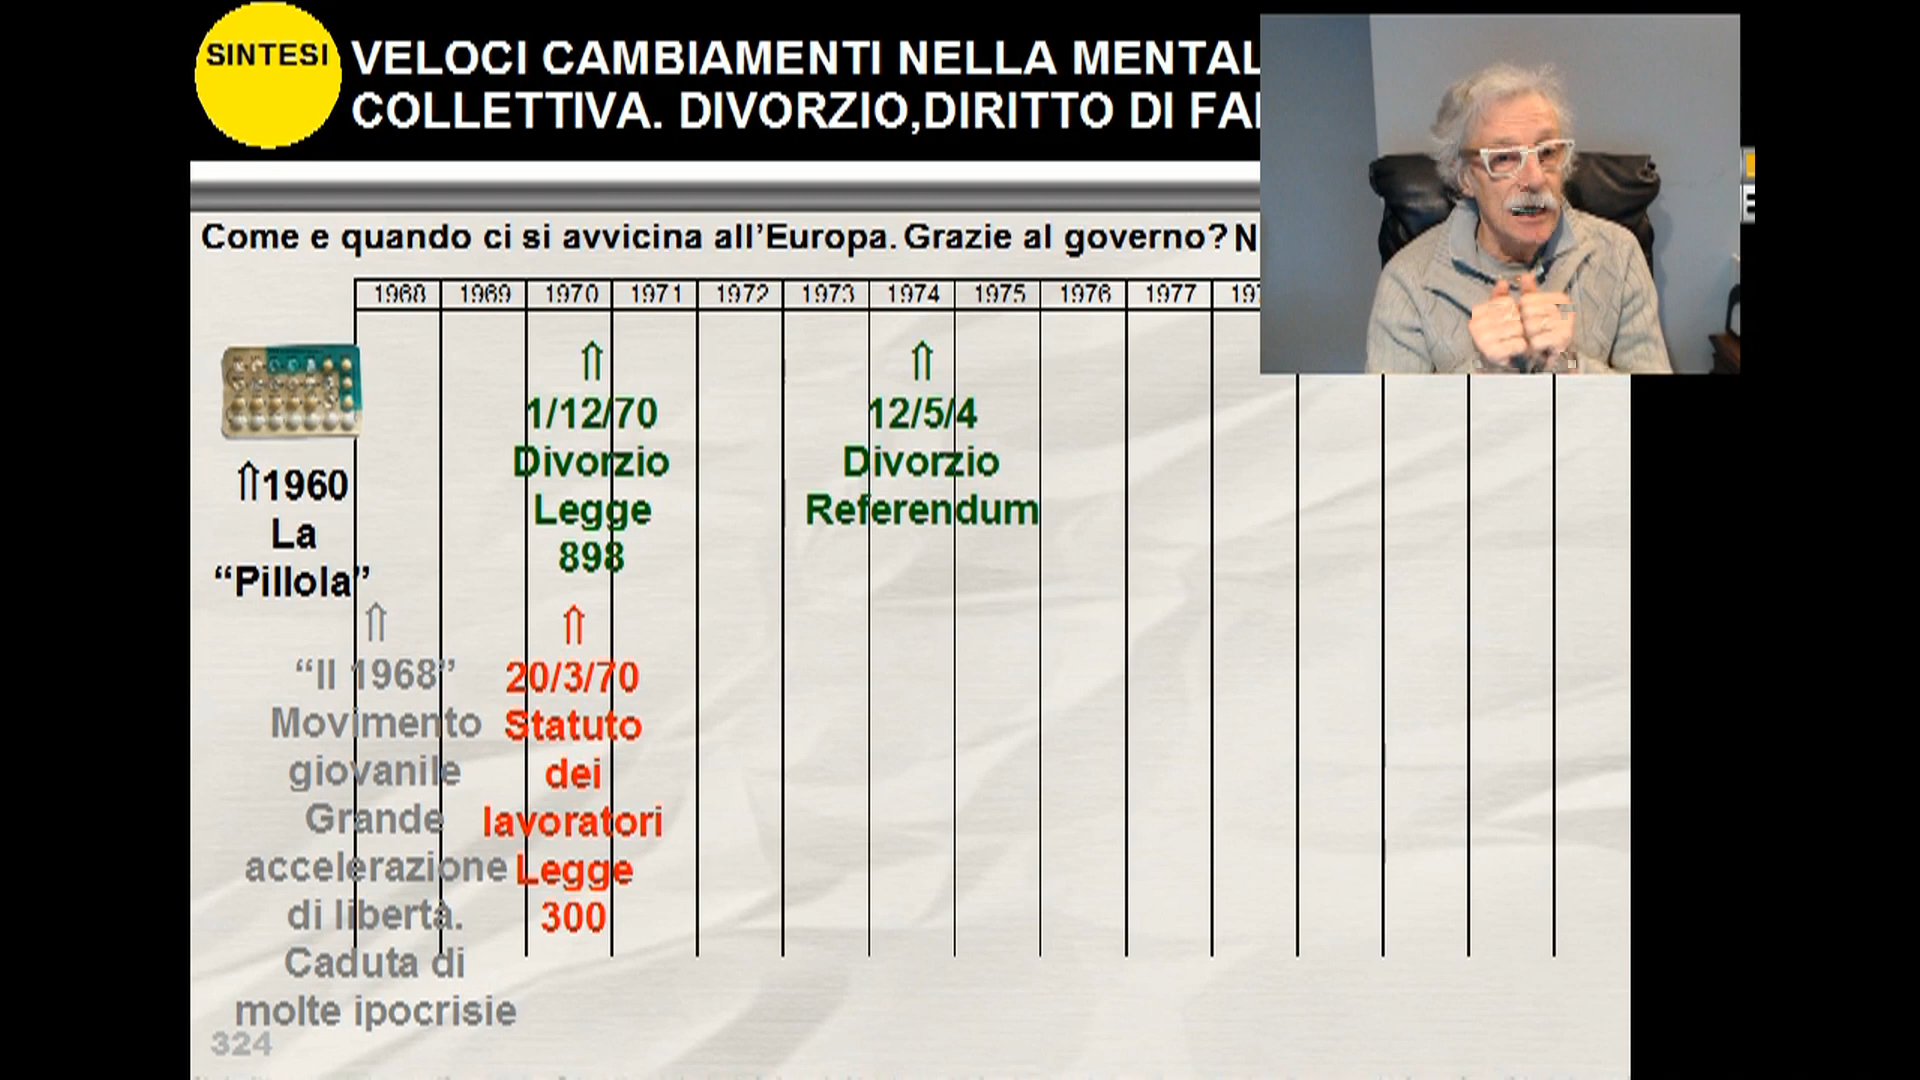 SINTESI
VELOCI CAMBIAMENTI NELLA MENTAL
COLLETTIVA. DIVORZIO,DIRITTO DI FA
Come e quando ci si avvicina all’Europa. Grazie al governo? N
1968 1969 1970 1971 1972 1973 1974 1975 1976 1977 197
⇑
1/12/70
Divorzio
Legge
898
⇑
12/5/4
Divorzio
Referendum
⇑1960
La
“Pillola”
⇑
“Il 1968”
Movimento
giovanile
Grande
accelerazione
di libertà.
Caduta di
molte ipocrisie
⇑
20/3/70
Statuto
dei
lavoratori
Legge
300
324